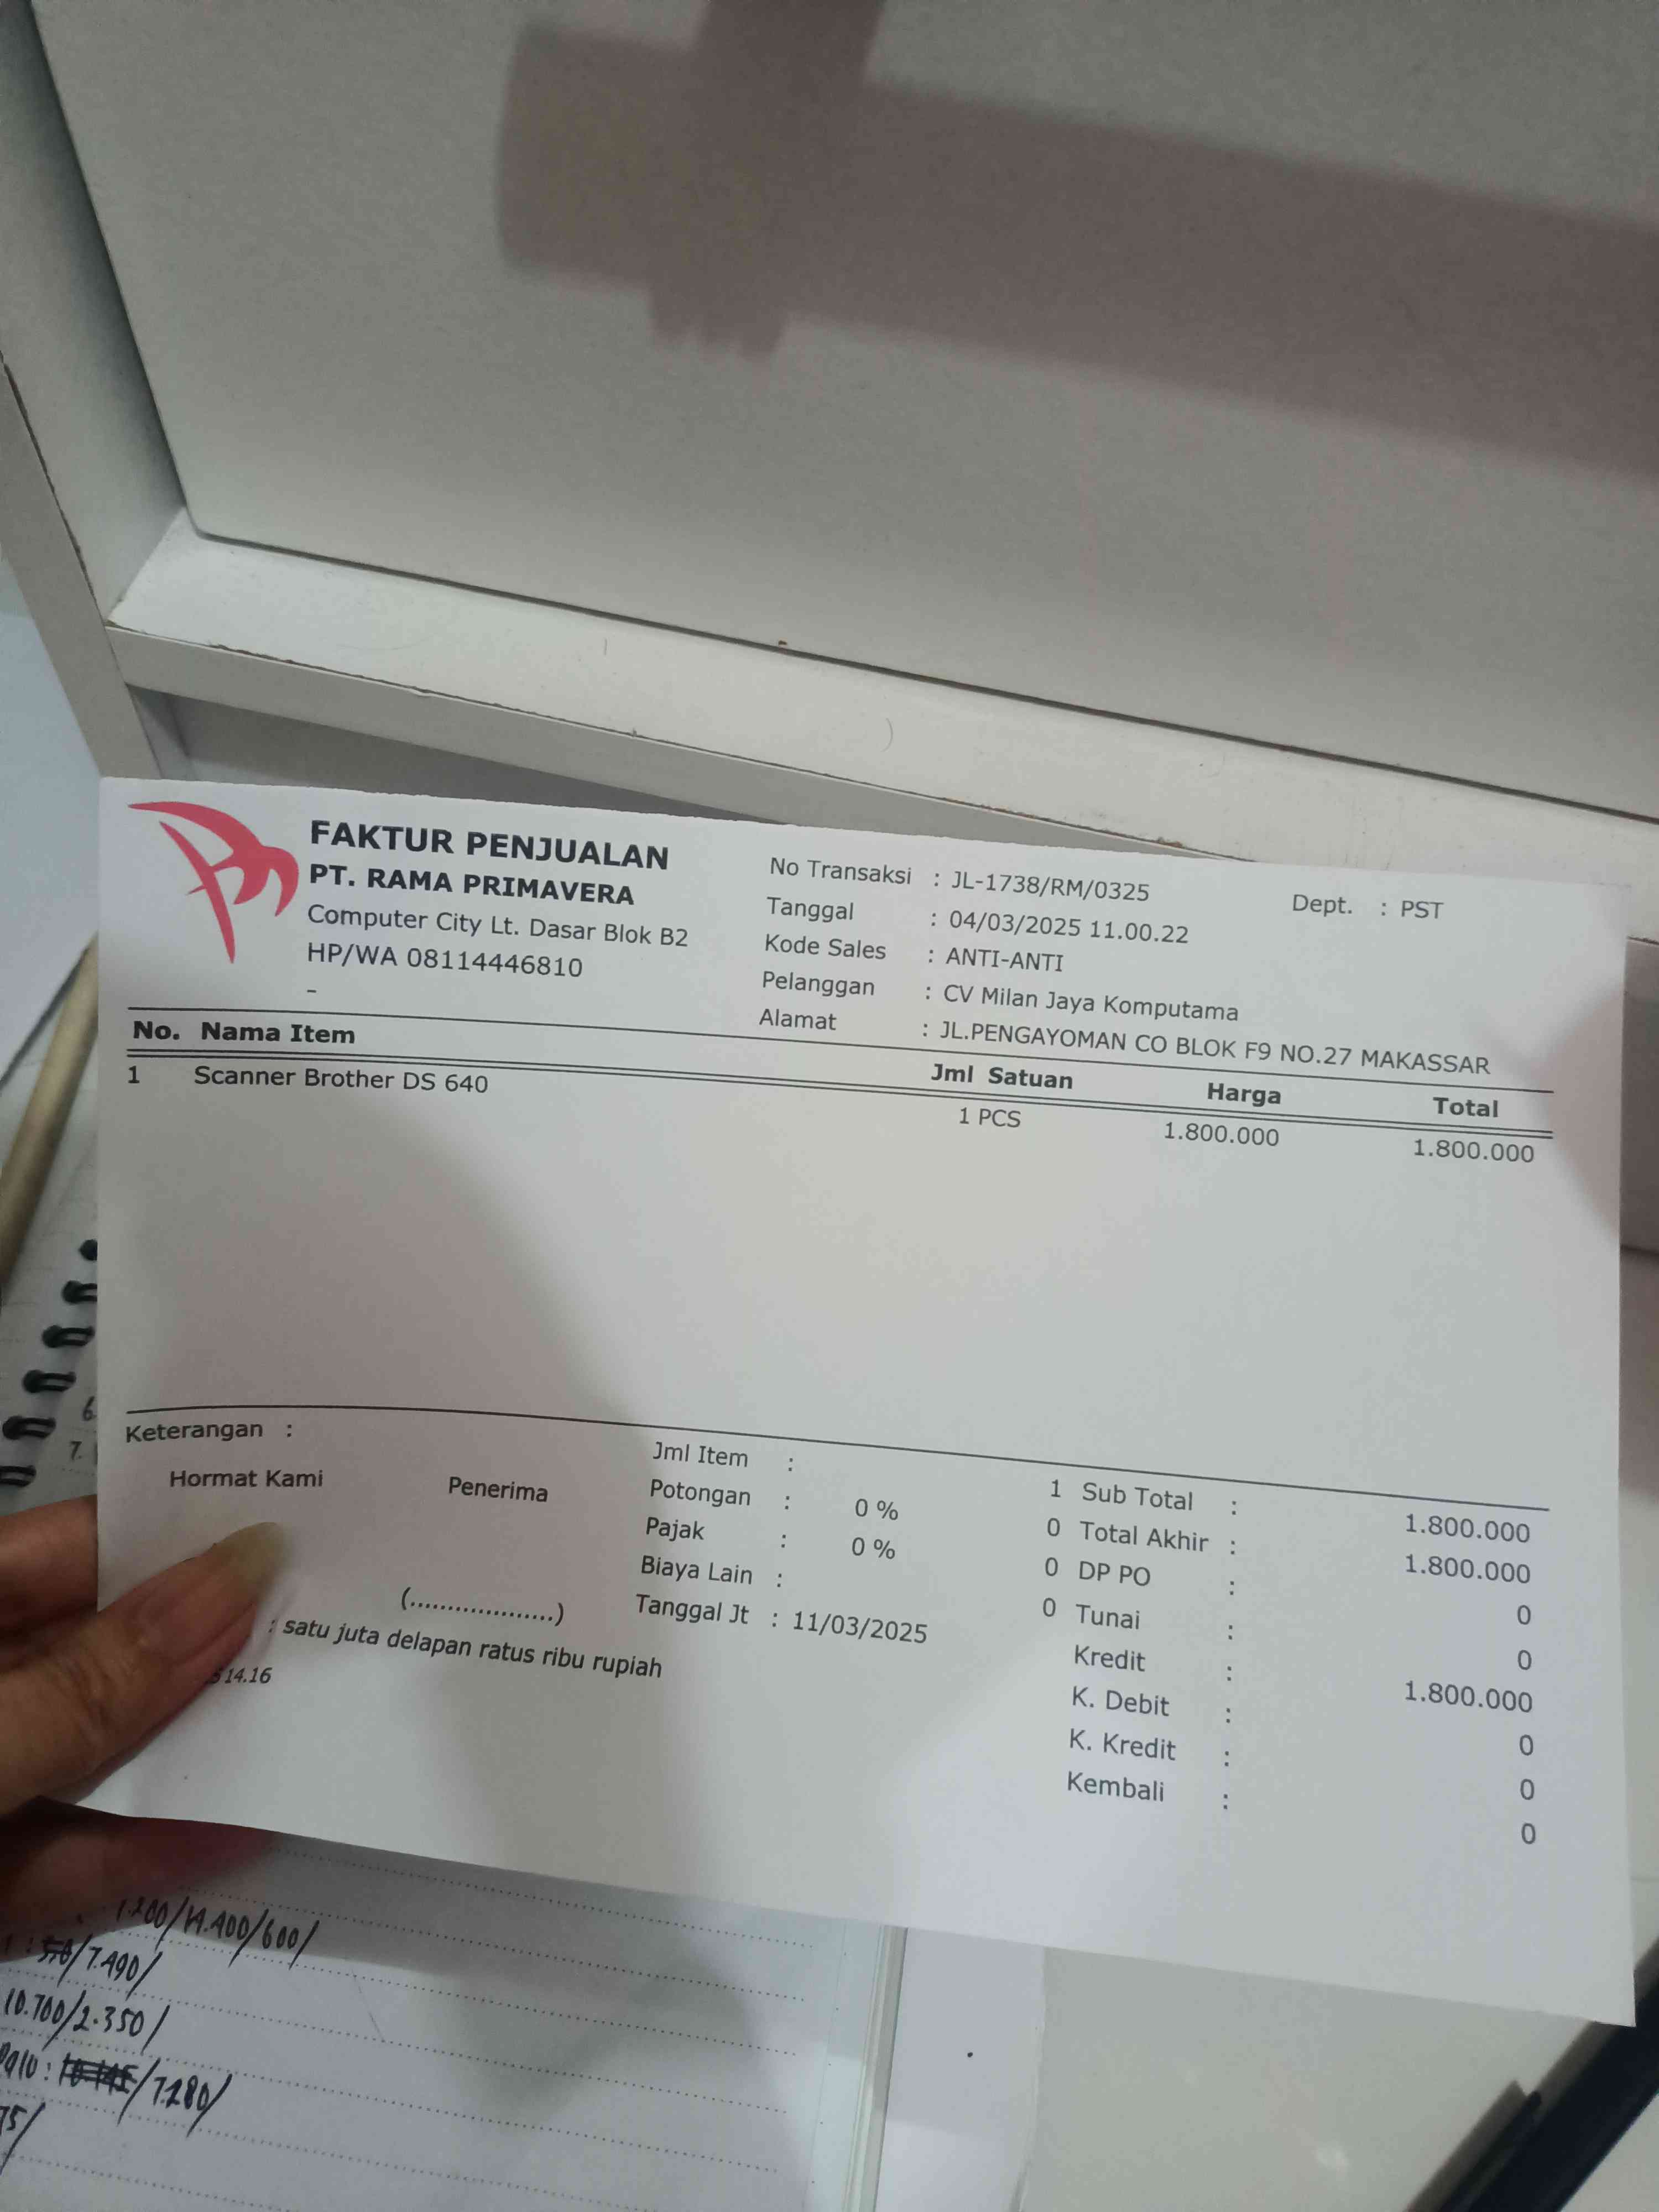 FAKTUR PENJUALAN
PT. RAMA PRIMAVERA
Computer City Lt. Dasar Blok B2
HP/WA 08114446810
-
No Transaksi : JL-1738/RM/0325
Dept. : PST
Tanggal : 04/03/2025 11.00.22
Kode Sales : ANTI-ANTI
Pelanggan : CV Milan Jaya Komputama
Alamat : JL.PENGAYOMAN CO BLOK F9 NO.27 MAKASSAR
No. Nama Item Jml Satuan Harga Total
1 Scanner Brother DS 640 1 PCS 1.800.000 1.800.000
Keterangan :
Hormat Kami Penerima
(...................)
: satu juta delapan ratus ribu rupiah
14.16
Jml Item : 1
Potongan : 0 % 0
Pajak : 0 % 0
Biaya Lain : 0
Tanggal Jt : 11/03/2025
Sub Total : 1.800.000
Total Akhir : 1.800.000
DP PO : 0
Tunai : 0
Kredit : 1.800.000
K. Debit : 0
K. Kredit : 0
Kembali : 0
6
7.
1.200/14.400/600/
/7.490/
10.700/2.350/
: /7.280/
75/